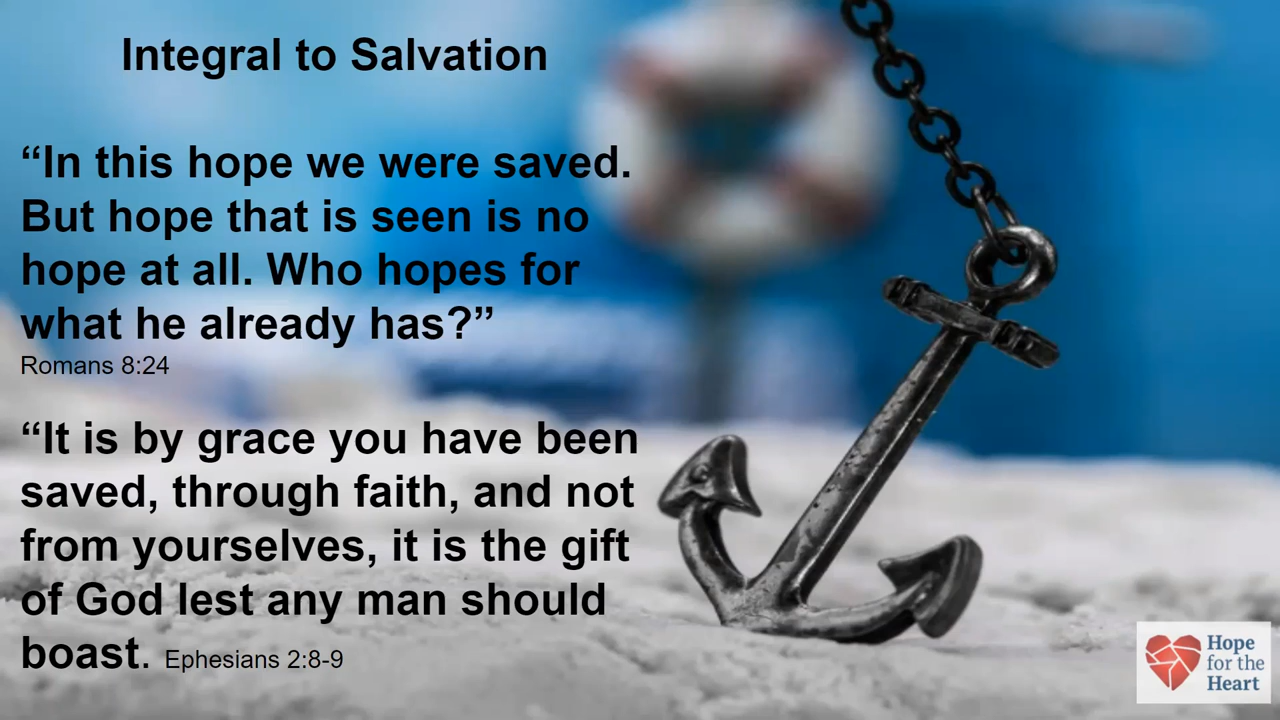 Integral to Salvation
“In this hope we were saved.
But hope that is seen is no
hope at all. Who hopes for
what he already has?”
Romans 8:24
“It is by grace you have been
saved, through faith, and not
from yourselves, it is the gift
of God lest any man should
boast. Ephesians 2:8-9
Hope
for the
Heart